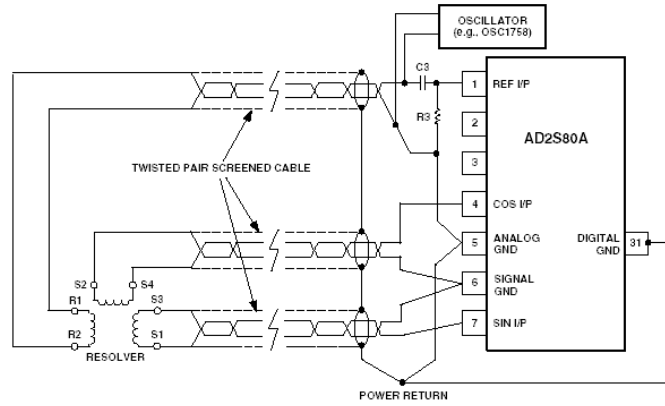 OSCILLATOR
(e.g., OSC1758)
C3
R3
1
REF I/P
2
3
AD2S80A
TWISTED PAIR SCREENED CABLE
4
COS I/P
5
ANALOG
GND
DIGITAL
GND
31
6
SIGNAL
GND
7
SIN I/P
S2
S4
R1
S3
R2
S1
RESOLVER
POWER RETURN